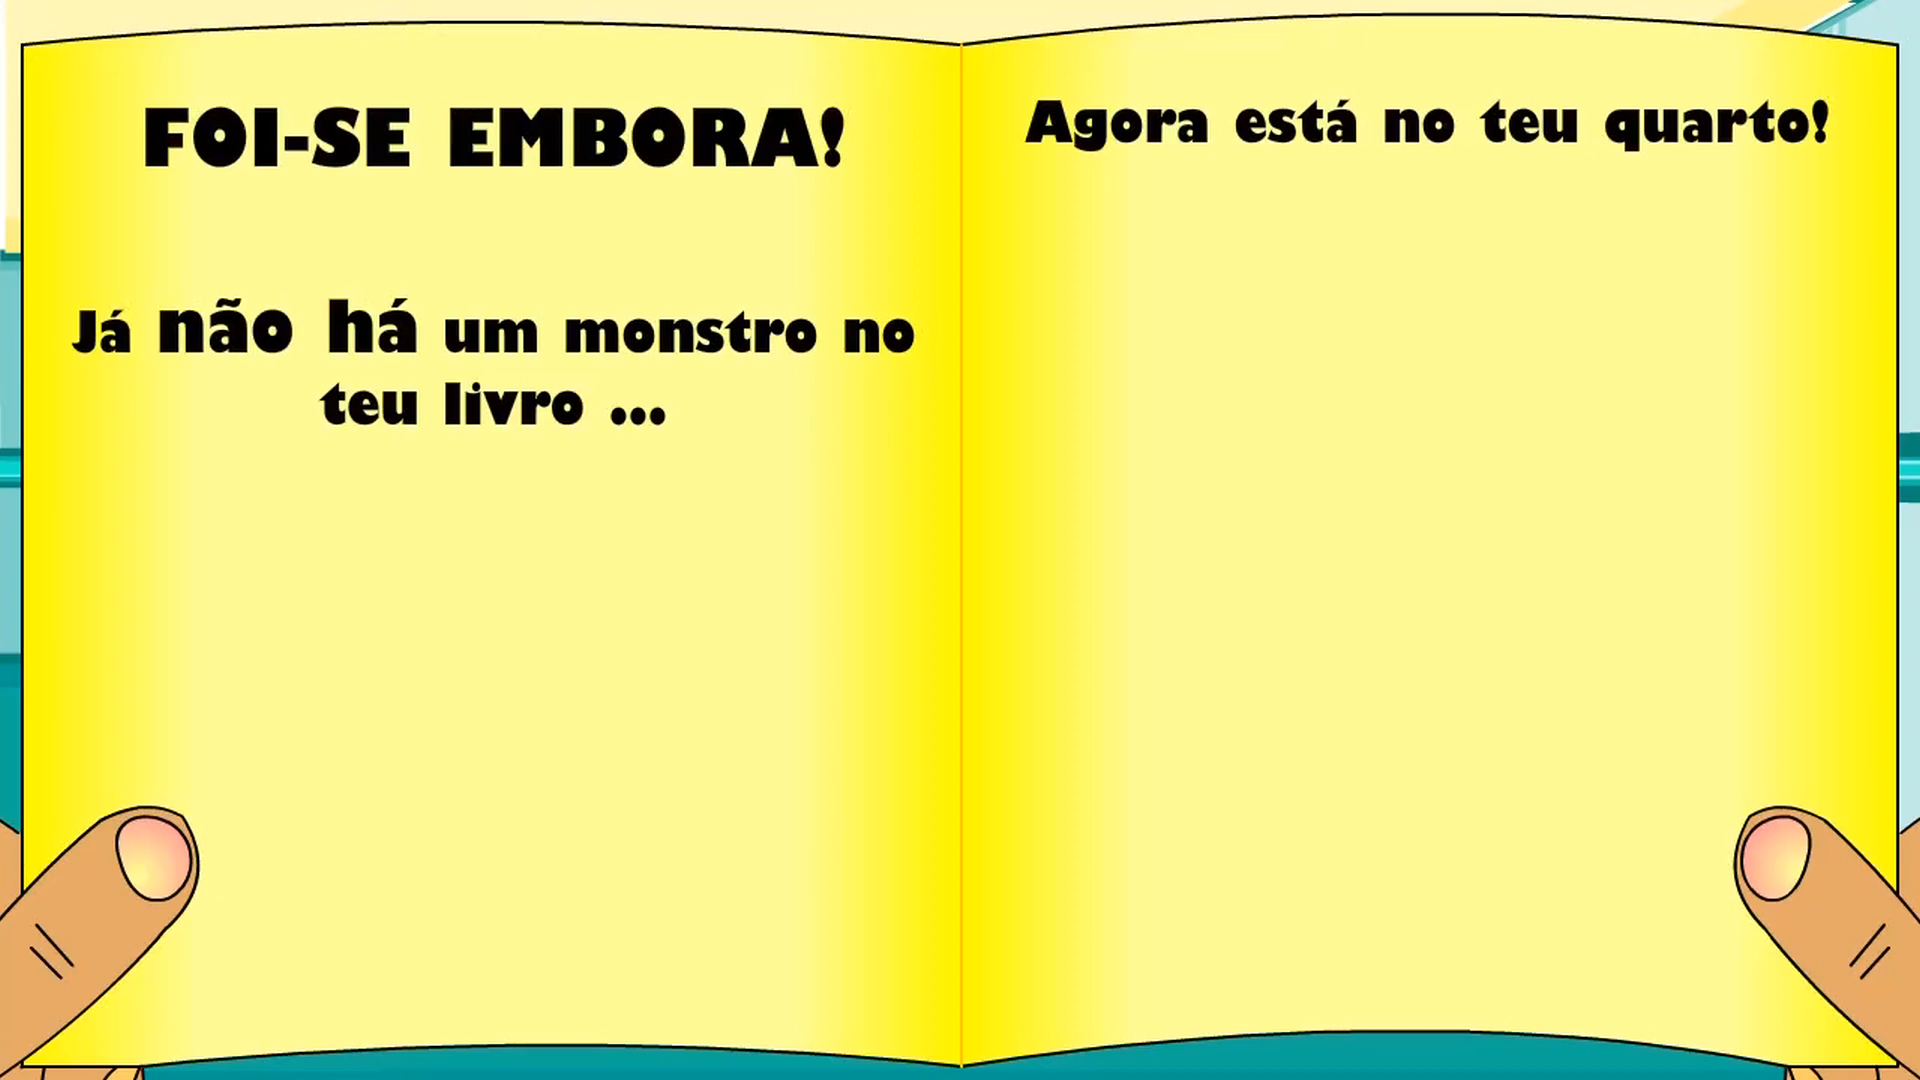 FOI-SE EMBORA!
Já não há um monstro no
teu livro ...
Agora está no teu quarto!